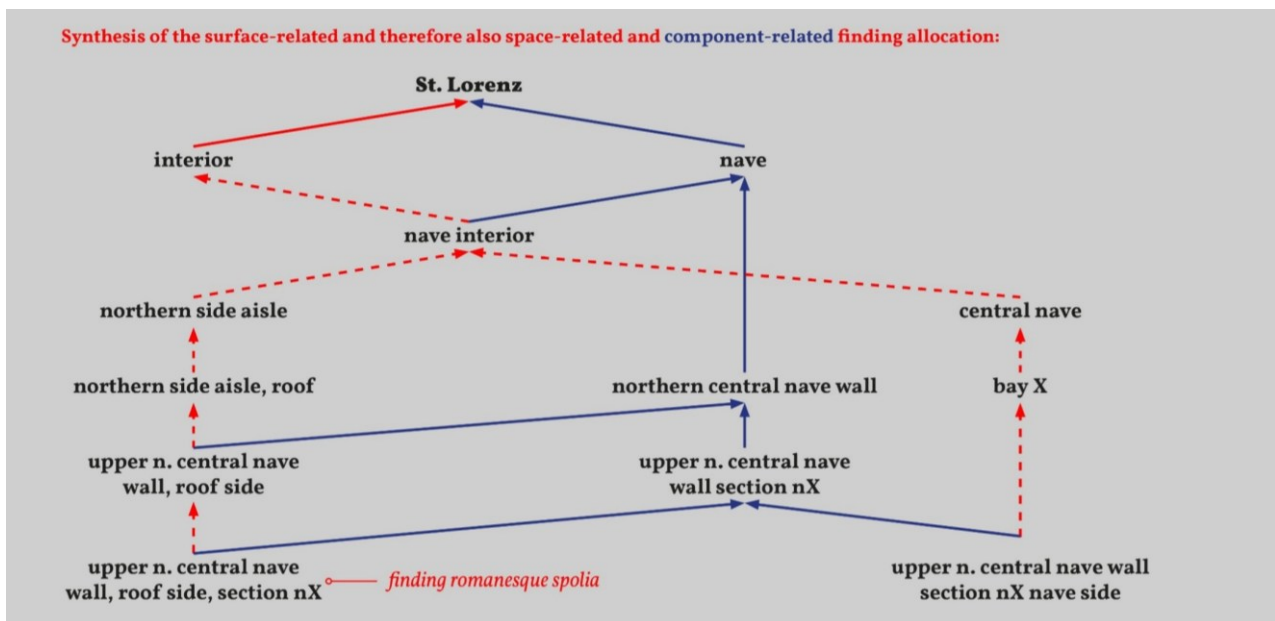 Synthesis of the surface-related and therefore also space-related and component-related finding allocation:
St. Lorenz
interior
nave
nave interior
northern side aisle
central nave
northern side aisle, roof
northern central nave wall
bay X
upper n. central nave
wall, roof side
upper n. central nave
wall section nX
upper n. central nave
wall, roof side, section nX
finding romanesque spolia
upper n. central nave wall
section nX nave side